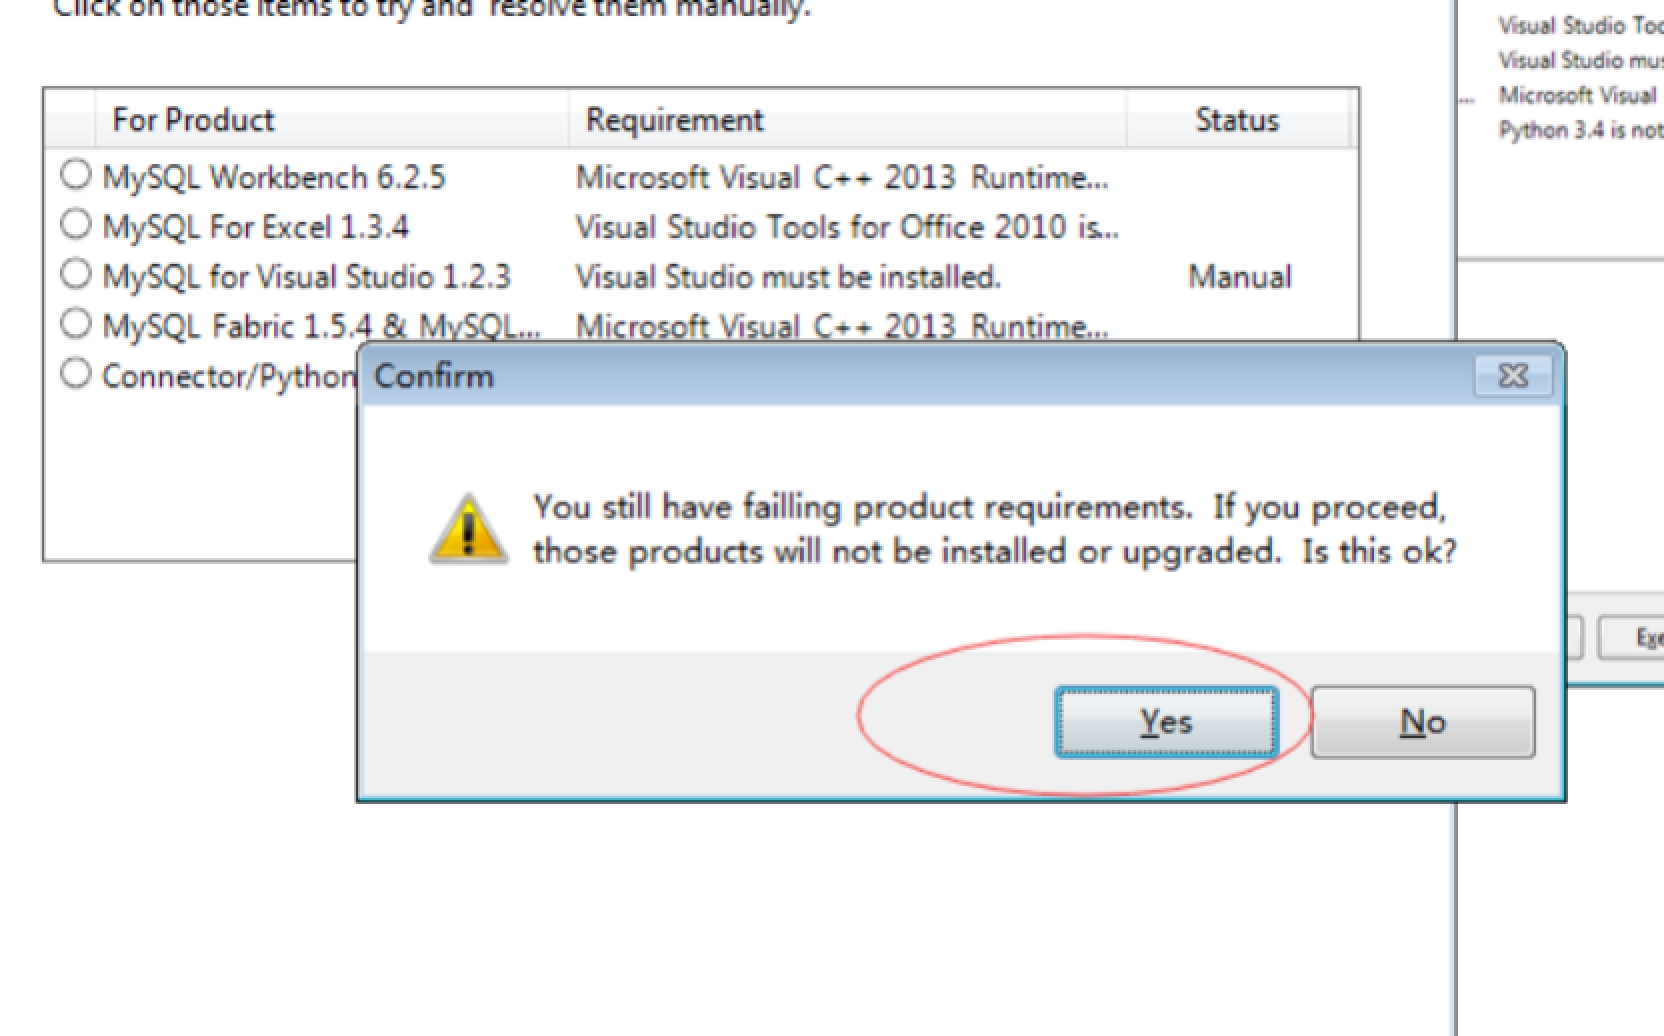 Click on those items to try and resolve them manually.
For Product Requirement Status
MySQL Workbench 6.2.5 Microsoft Visual C++ 2013 Runtime...
MySQL For Excel 1.3.4 Visual Studio Tools for Office 2010 is...
MySQL for Visual Studio 1.2.3 Visual Studio must be installed. Manual
MySQL Fabric 1.5.4 & MySQL... Microsoft Visual C++ 2013 Runtime...
Connector/Python
Confirm
You still have failling product requirements. If you proceed,
those products will not be installed or upgraded. Is this ok?
Yes No
Visual Studio
Visual Studio
... Microsoft Visual
Python 3.4 is not